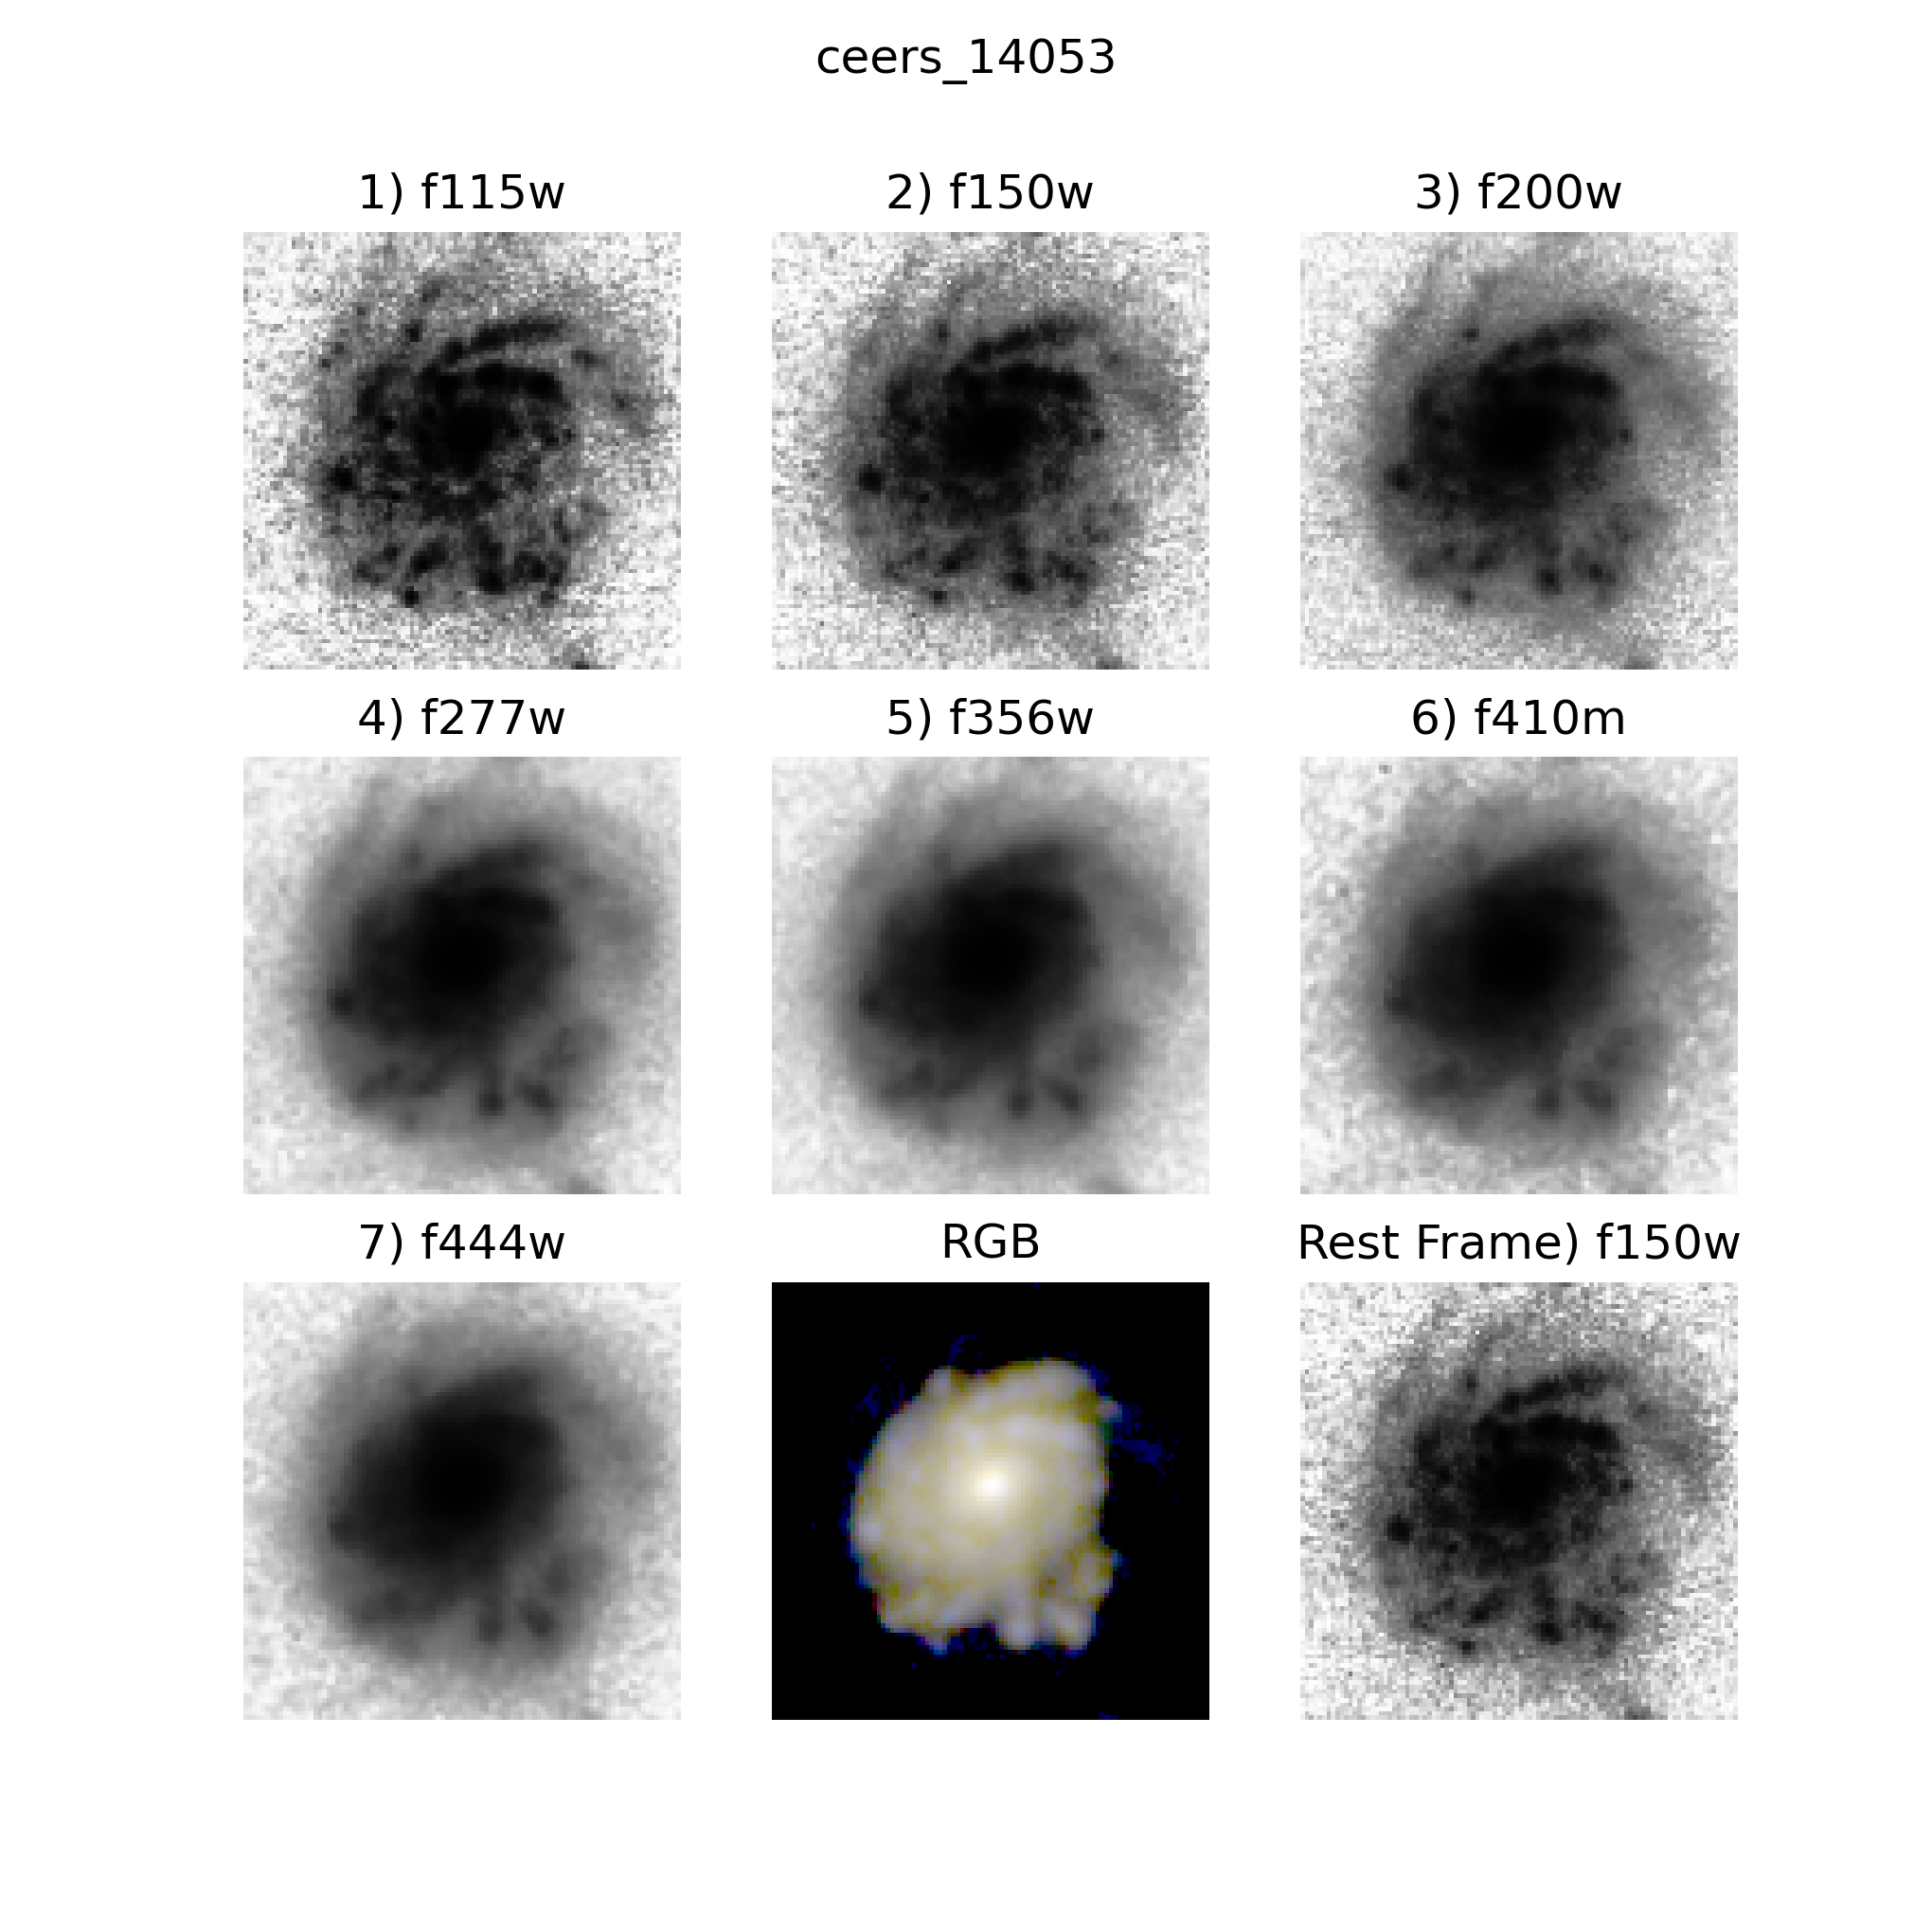 ceers_14053
1) f115w
2) f150w
3) f200w
4) f277w
5) f356w
6) f410m
7) f444w
RGB
Rest Frame) f150w